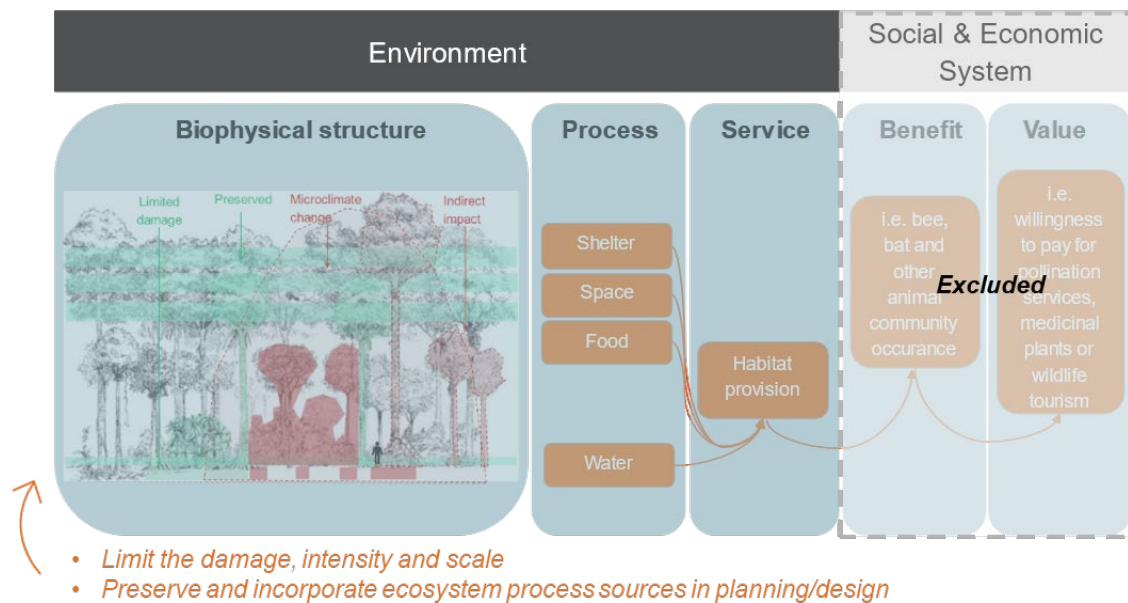 Environment
Social & Economic
System
Biophysical structure
Process
Service
Benefit
Value
Limited
damage
Preserved
Microclimate
change
Indirect
impact
Shelter
Space
Food
Water
Habitat
provision
i.e. bee,
bat and
other
animal
community
occurance
i.e.
willingness
to pay for
pollination
services,
medicinal
plants or
wildlife
tourism
Excluded
• Limit the damage, intensity and scale
• Preserve and incorporate ecosystem process sources in planning/design